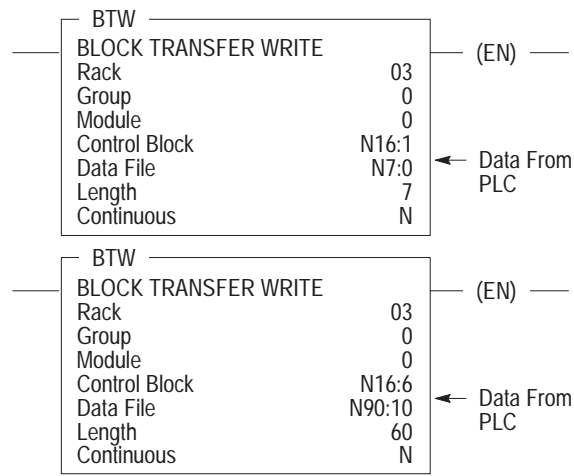 BTW
BLOCK TRANSFER WRITE (EN)
Rack 03
Group 0
Module 0
Control Block N16:1
Data File N7:0 Data From
Length 7 PLC
Continuous N
BTW
BLOCK TRANSFER WRITE (EN)
Rack 03
Group 0
Module 0
Control Block N16:6
Data File N90:10 Data From
Length 60 PLC
Continuous N